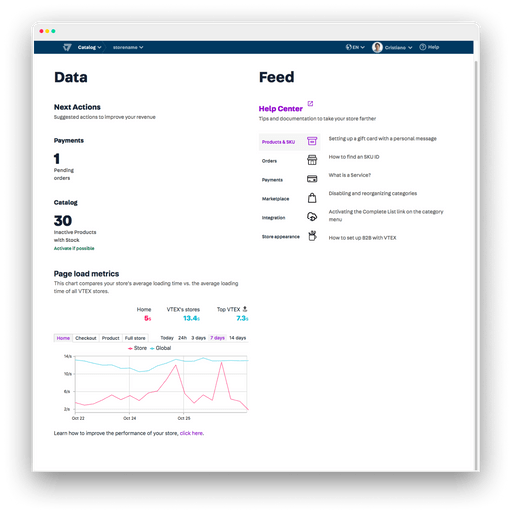 Catalog
storename
EN
Cristiano
Help
Data
Next Actions
Suggested actions to improve your revenue
Payments
1
Pending
orders
Catalog
30
Inactive Products
with Stock
Activate if possible
Page load metrics
This chart compares your store's average loading time vs. the average loading
time of all VTEX stores.
Home VTEX's stores Top VTEX
5s 13.4s 7.3s
Home Checkout Product Full store Today 24h 3 days 7 days 14 days
Store Global
14/s
10/s
6/s
2/s
Oct 22 Oct 24 Oct 25
Learn how to improve the performance of your store, click here.
Feed
Help Center
Tips and documentation to take your store farther
Products & SKU
Orders
Payments
Marketplace
Integration
Store appearance
Setting up a gift card with a personal message
How to find an SKU ID
What is a Service?
Disabling and reorganizing categories
Activating the Complete List link on the category
menu
How to set up B2B with VTEX